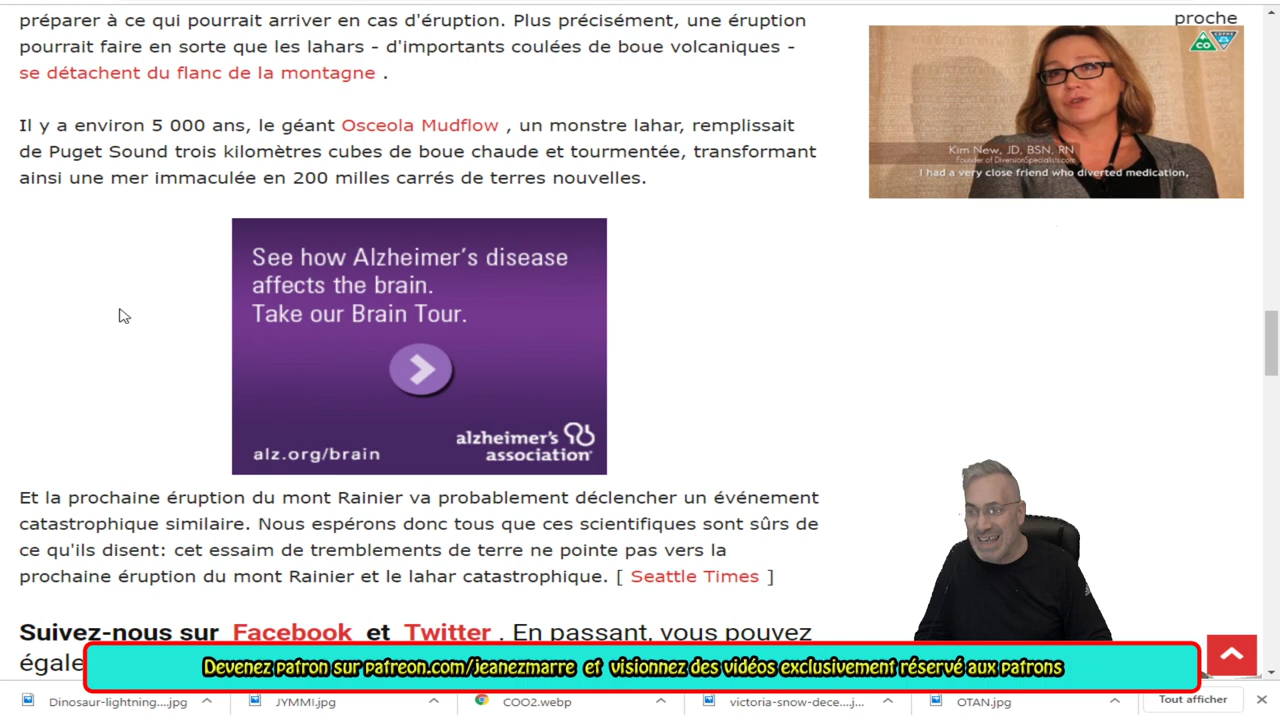 préparer à ce qui pourrait arriver en cas d'éruption. Plus précisément, une éruption
pourrait faire en sorte que les lahars - d'importants coulées de boue volcaniques -
se détachent du flanc de la montagne .
Il y a environ 5 000 ans, le géant Osceola Mudflow , un monstre lahar, remplissait
de Puget Sound trois kilomètres cubes de boue chaude et tourmentée, transformant
ainsi une mer immaculée en 200 milles carrés de terres nouvelles.
See how Alzheimer's disease
affects the brain.
Take our Brain Tour.
alzheimer's
association
alz.org/brain
Et la prochaine éruption du mont Rainier va probablement déclencher un événement
catastrophique similaire. Nous espérons donc tous que ces scientifiques sont sûrs de
ce qu'ils disent: cet essaim de tremblements de terre ne pointe pas vers la
prochaine éruption du mont Rainier et le lahar catastrophique. [ Seattle Times ]
Suivez-nous sur Facebook et Twitter . En passant, vous pouvez
égale
proche
CO
Kim New, JD, BSN, RN
Founder of DiversionSpecialists.com
I had a very close friend who diverted medication,
Devenez patron sur patreon.com/jeanezmarre et visionnez des vidéos exclusivement réservé aux patrons
Dinosaur-lightning....jpg
JYMMI.jpg
COO2.webp
victoria-snow-dece....j...
OTAN.jpg
Tout afficher